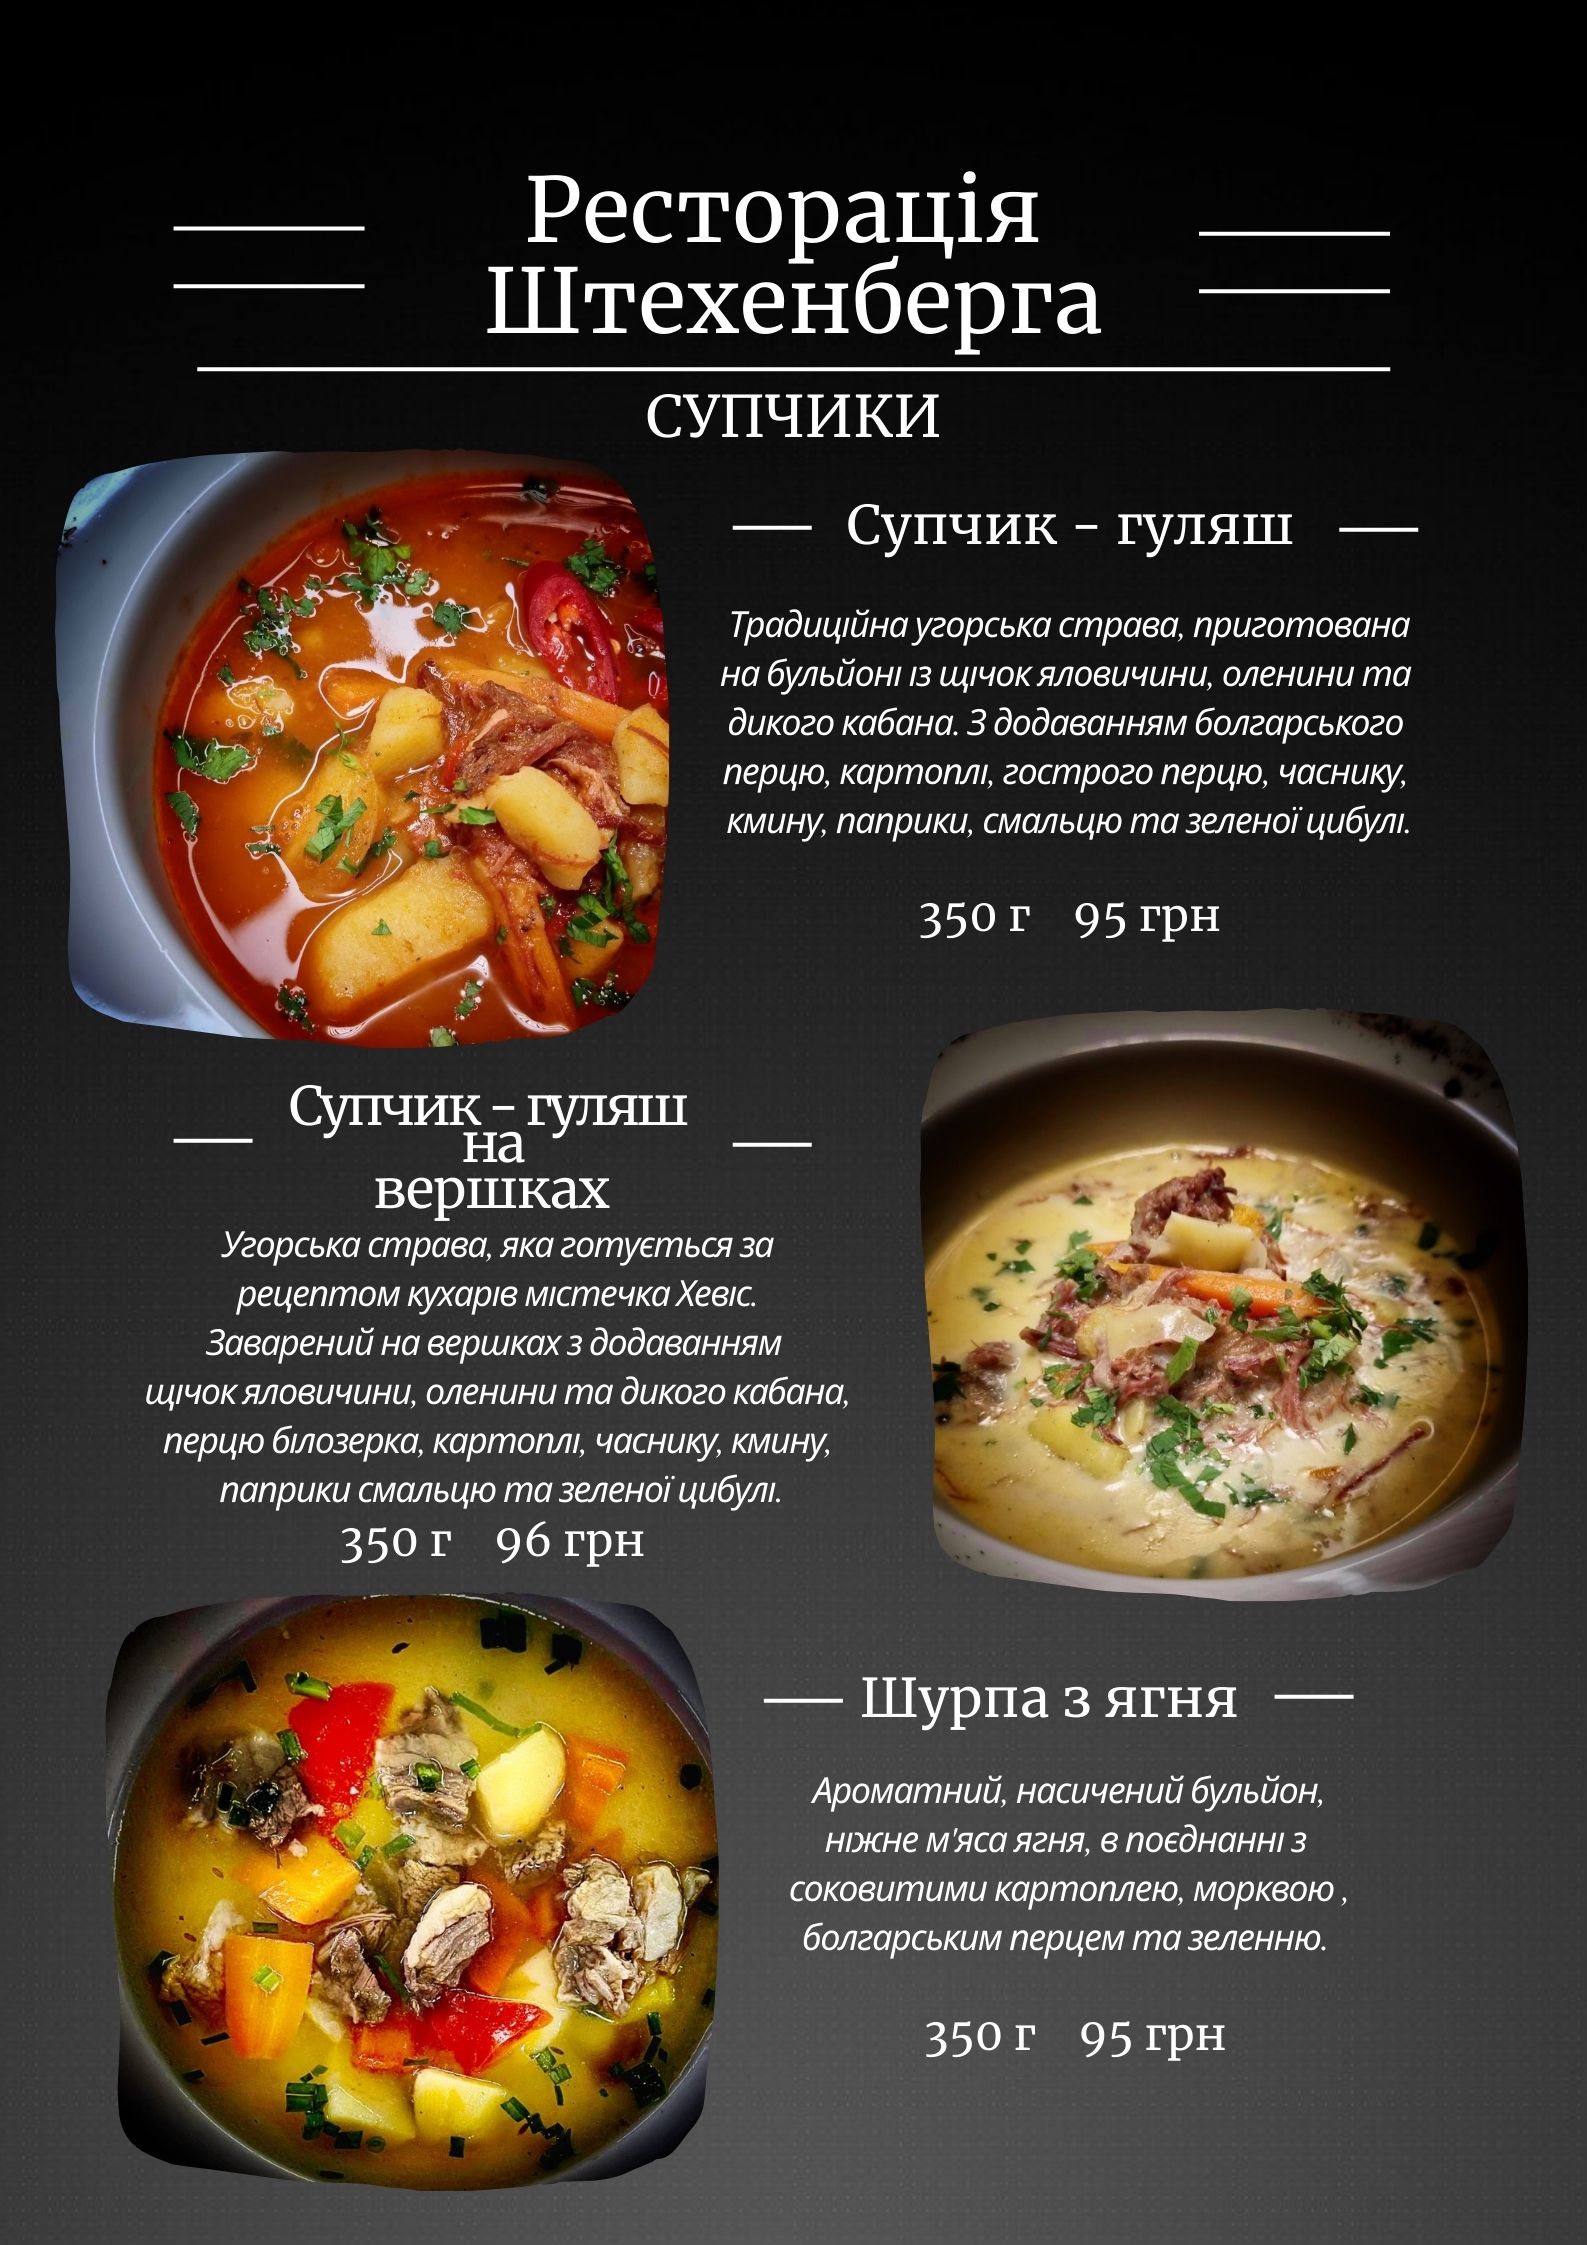 Ресторація
Штехенберга
СУПЧИКИ
Супчик - гуляш
Традиційна угорська страва, приготована
на бульйоні із щічок яловичини, оленини та
дикого кабана. З додаванням болгарського
перцю, картоплі, гострого перцю, часнику,
кмину, паприки, смальцю та зеленої цибулі.
350 г 95 грн
Супчик - гуляш
на
вершках
Угорська страва, яка готується за
рецептом кухарів містечка Хевіс.
Заварений на вершках з додаванням
щічок яловичини, оленини та дикого кабана,
перцю білозерка, картоплі, часнику, кмину,
паприки смальцю та зеленої цибулі.
350 г 96 грн
Шурпа з ягня
Ароматний, насичений бульйон,
ніжне м'яса ягня, в поєднанні з
соковитими картоплею, морквою ,
болгарським перцем та зеленню.
350 г 95 грн